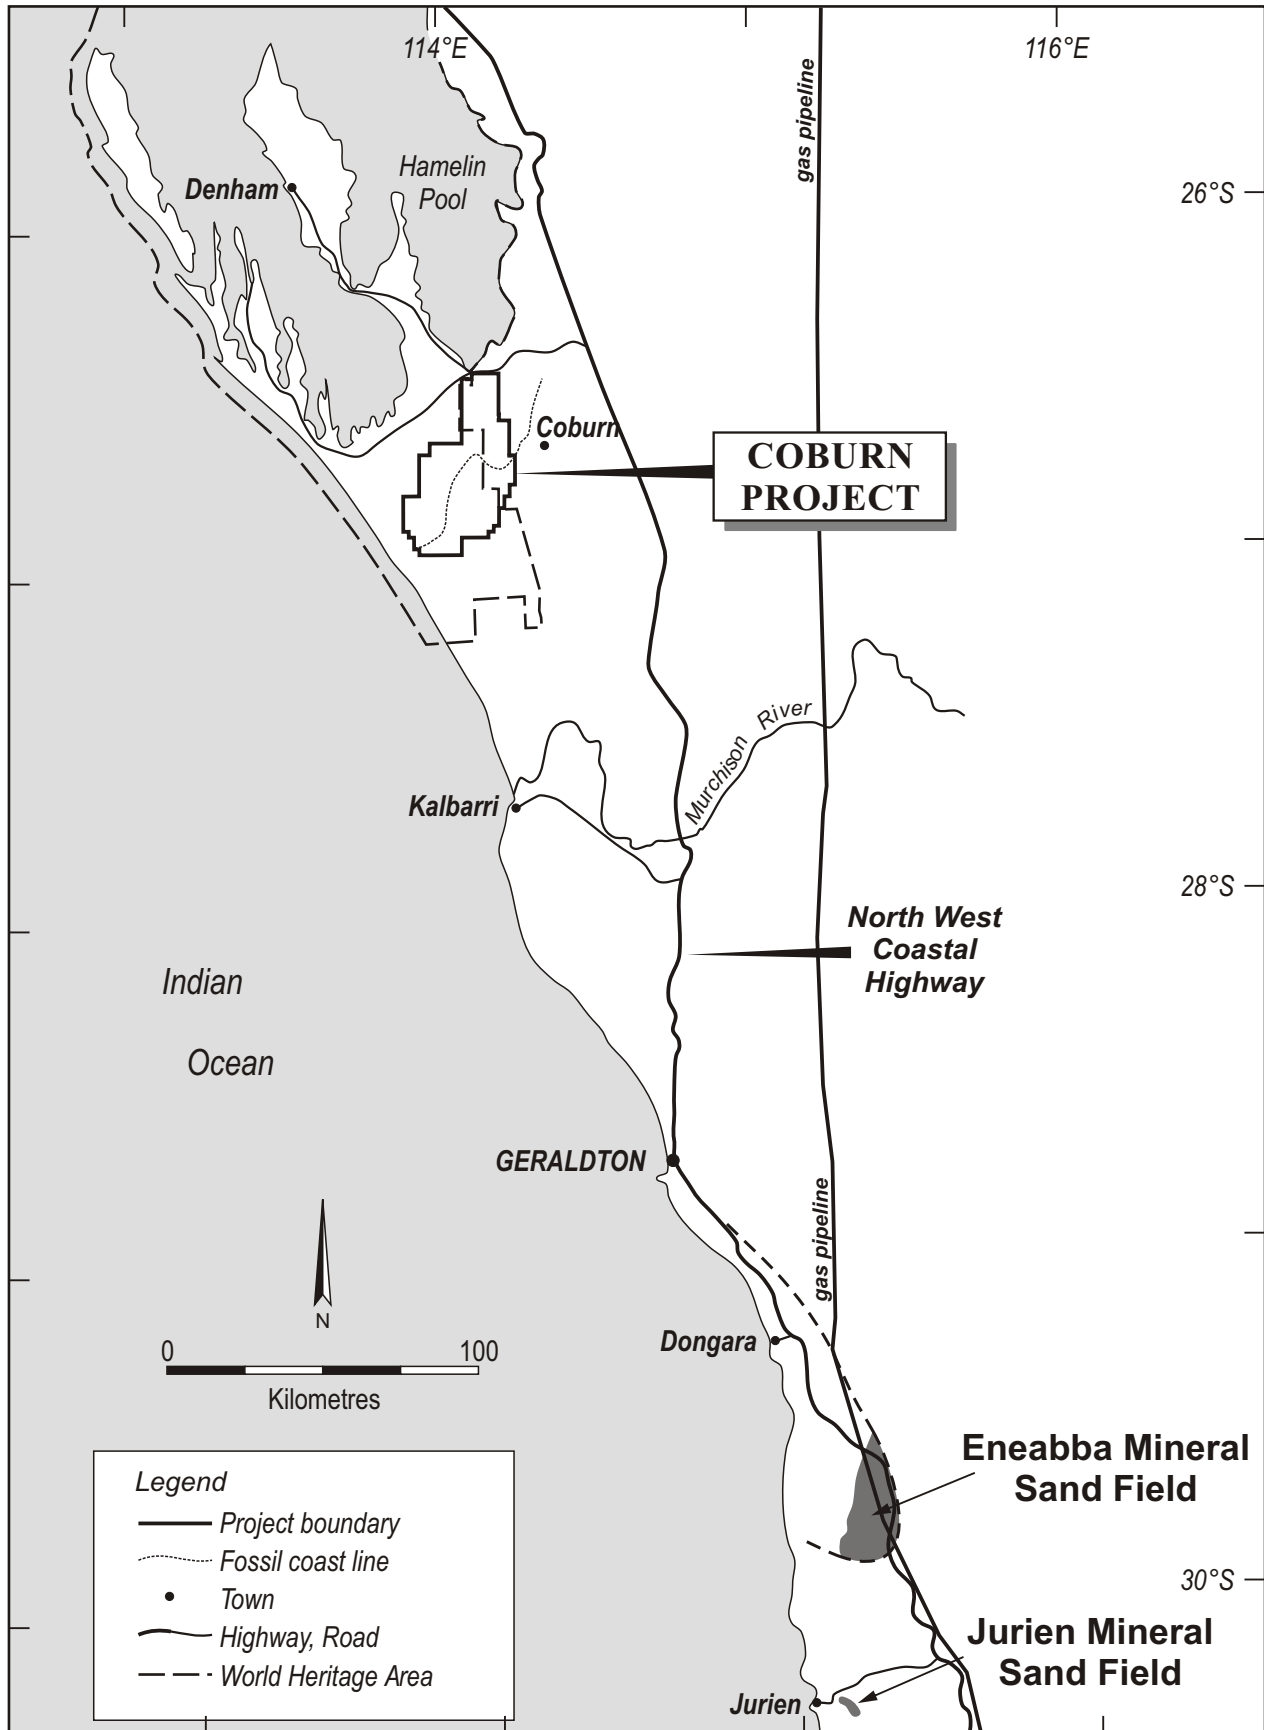 114°E
116°E
gas pipeline
26°S
Hamelin
Pool
Denham
Coburn
COBURN
PROJECT
Murchison River
Kalbarri
28°S
North West
Coastal
Highway
Indian
Ocean
GERALDTON
gas pipeline
N
Dongara
0 100
Kilometres
Eneabba Mineral
Sand Field
Legend
Project boundary
Fossil coast line
Town
Highway, Road
World Heritage Area
30°S
Jurien Mineral
Sand Field
Jurien